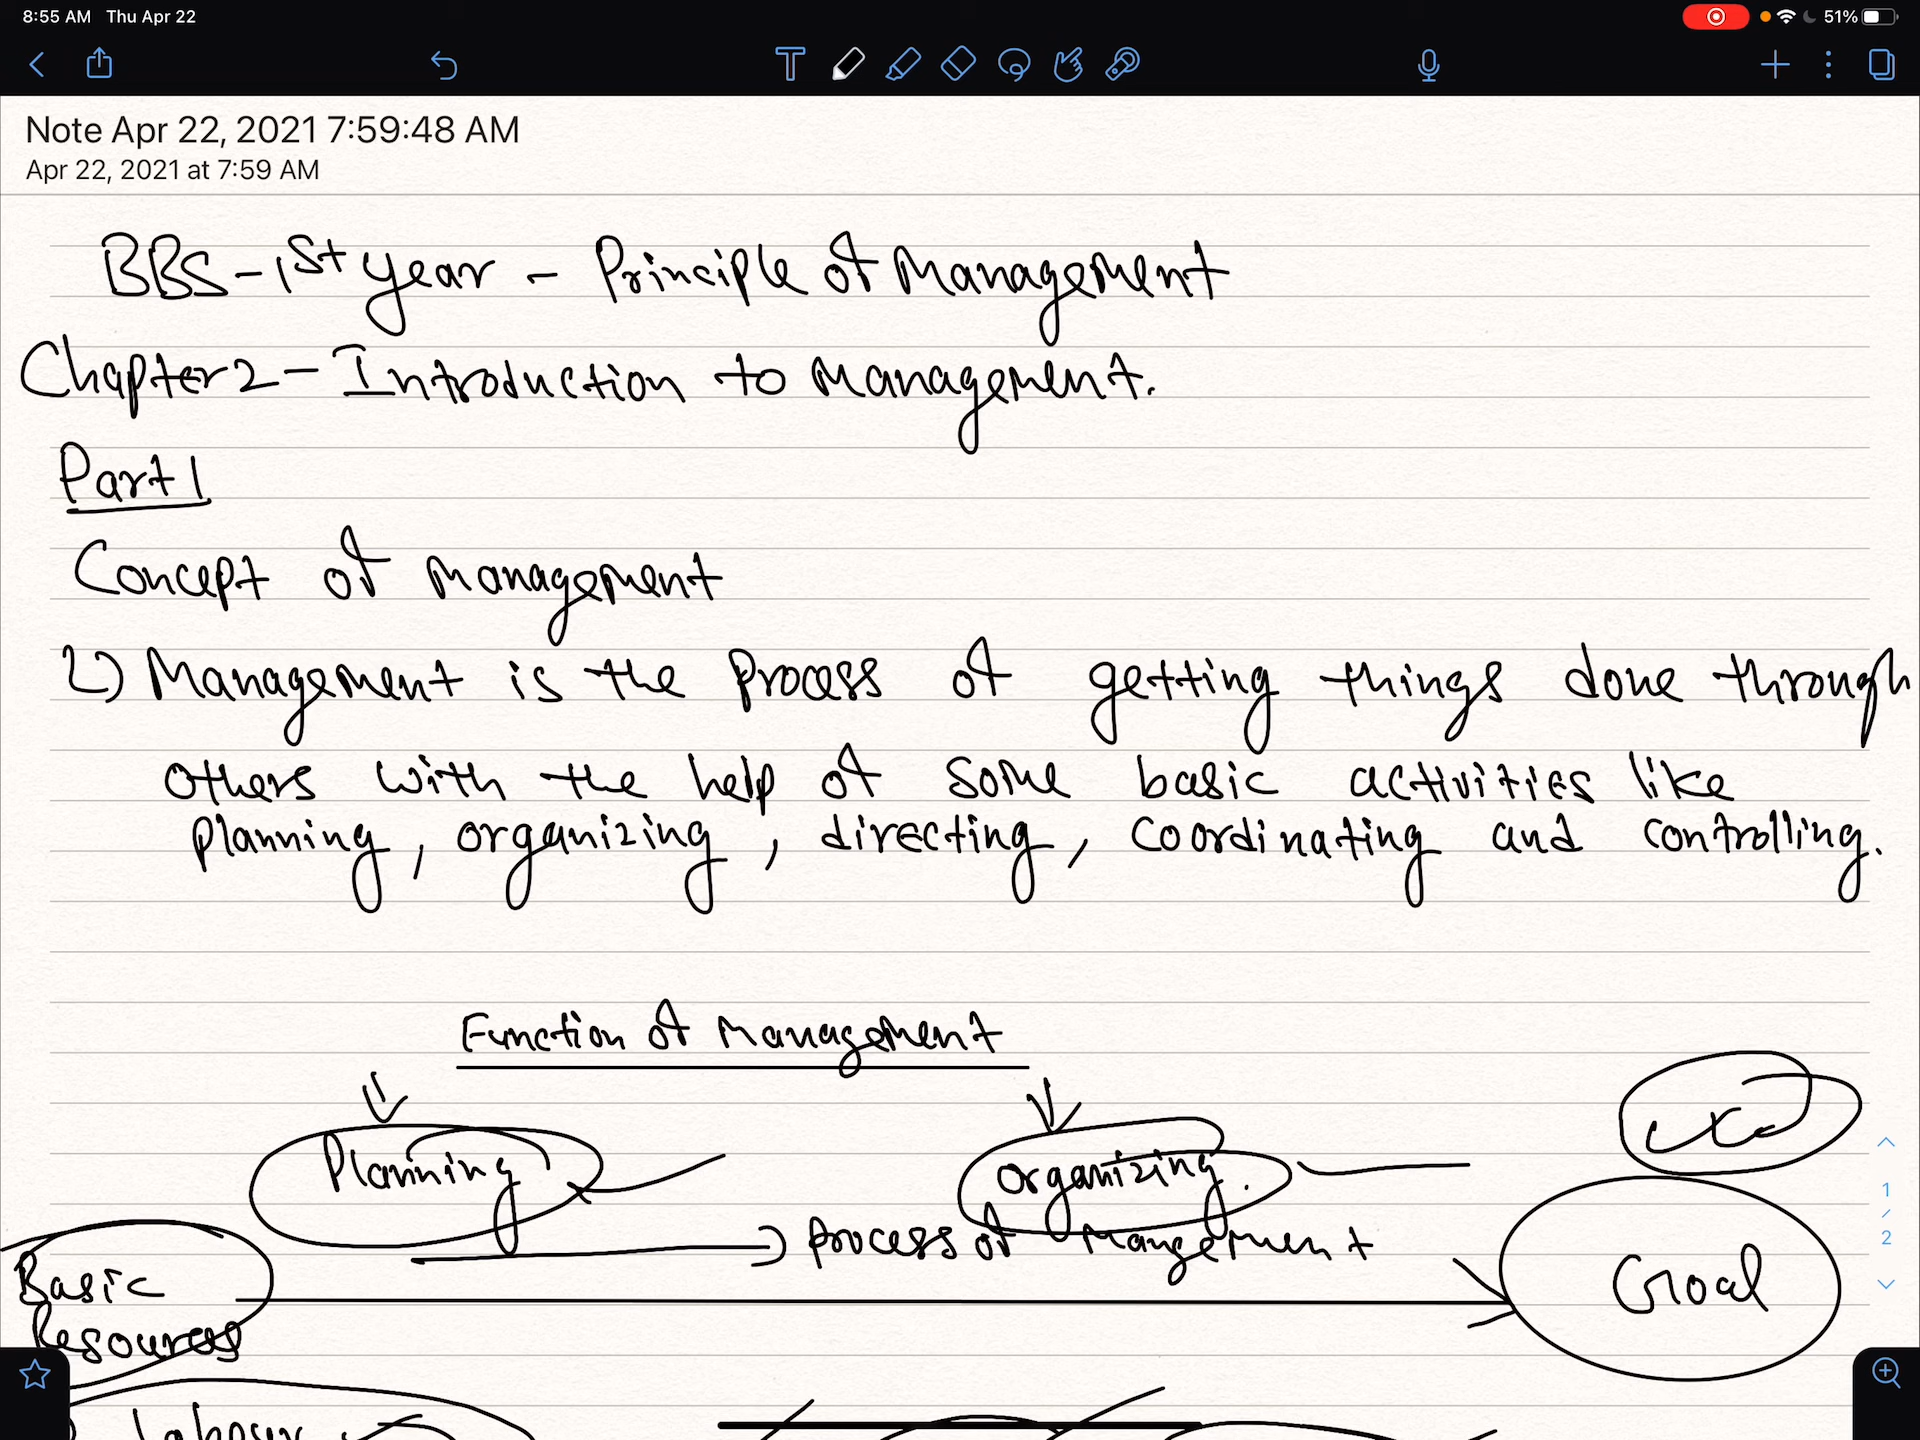 8:55 AM Thu Apr 22
51%
Note Apr 22, 2021 7:59:48 AM
Apr 22, 2021 at 7:59 AM
BBS - 1st year - Principle of Management
Chapter 2 - Introduction to Management.
Part 1
Concept of Management
Management is the process of getting things done through
others with the help of some basic activities like
planning, organizing, directing, coordinating and controlling.
Function of Management
Planning
organizing.
process of Mangement
Basic
Resources
Goal
1
2
Labour